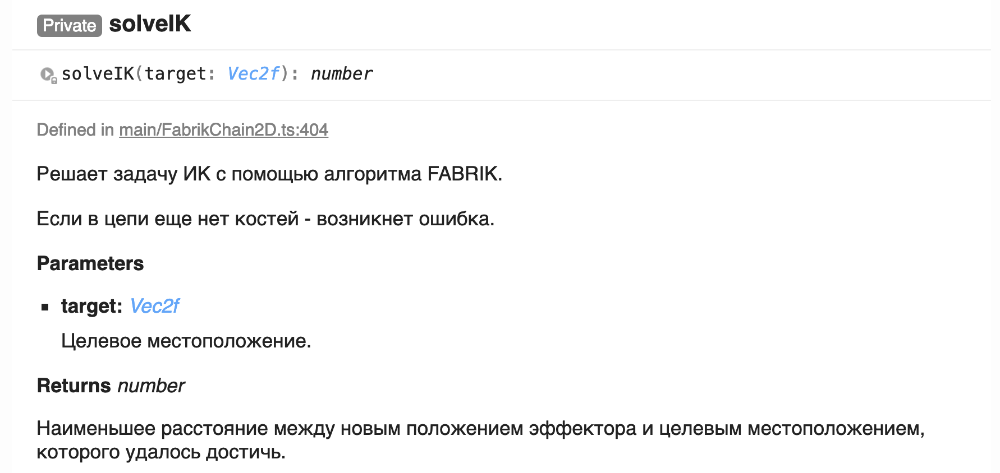 Private solveIK
solveIK(target: Vec2f): number
Defined in main/FabrikChain2D.ts:404
Решает задачу ИК с помощью алгоритма FABRIK.
Если в цепи еще нет костей - возникнет ошибка.
Parameters
target: Vec2f
Целевое местоположение.
Returns number
Наименьшее расстояние между новым положением эффектора и целевым местоположением,
которого удалось достичь.